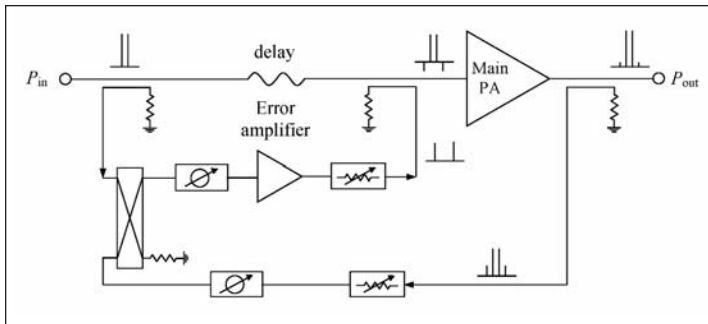 delay
P_in
Main
PA
P_out
Error
amplifier